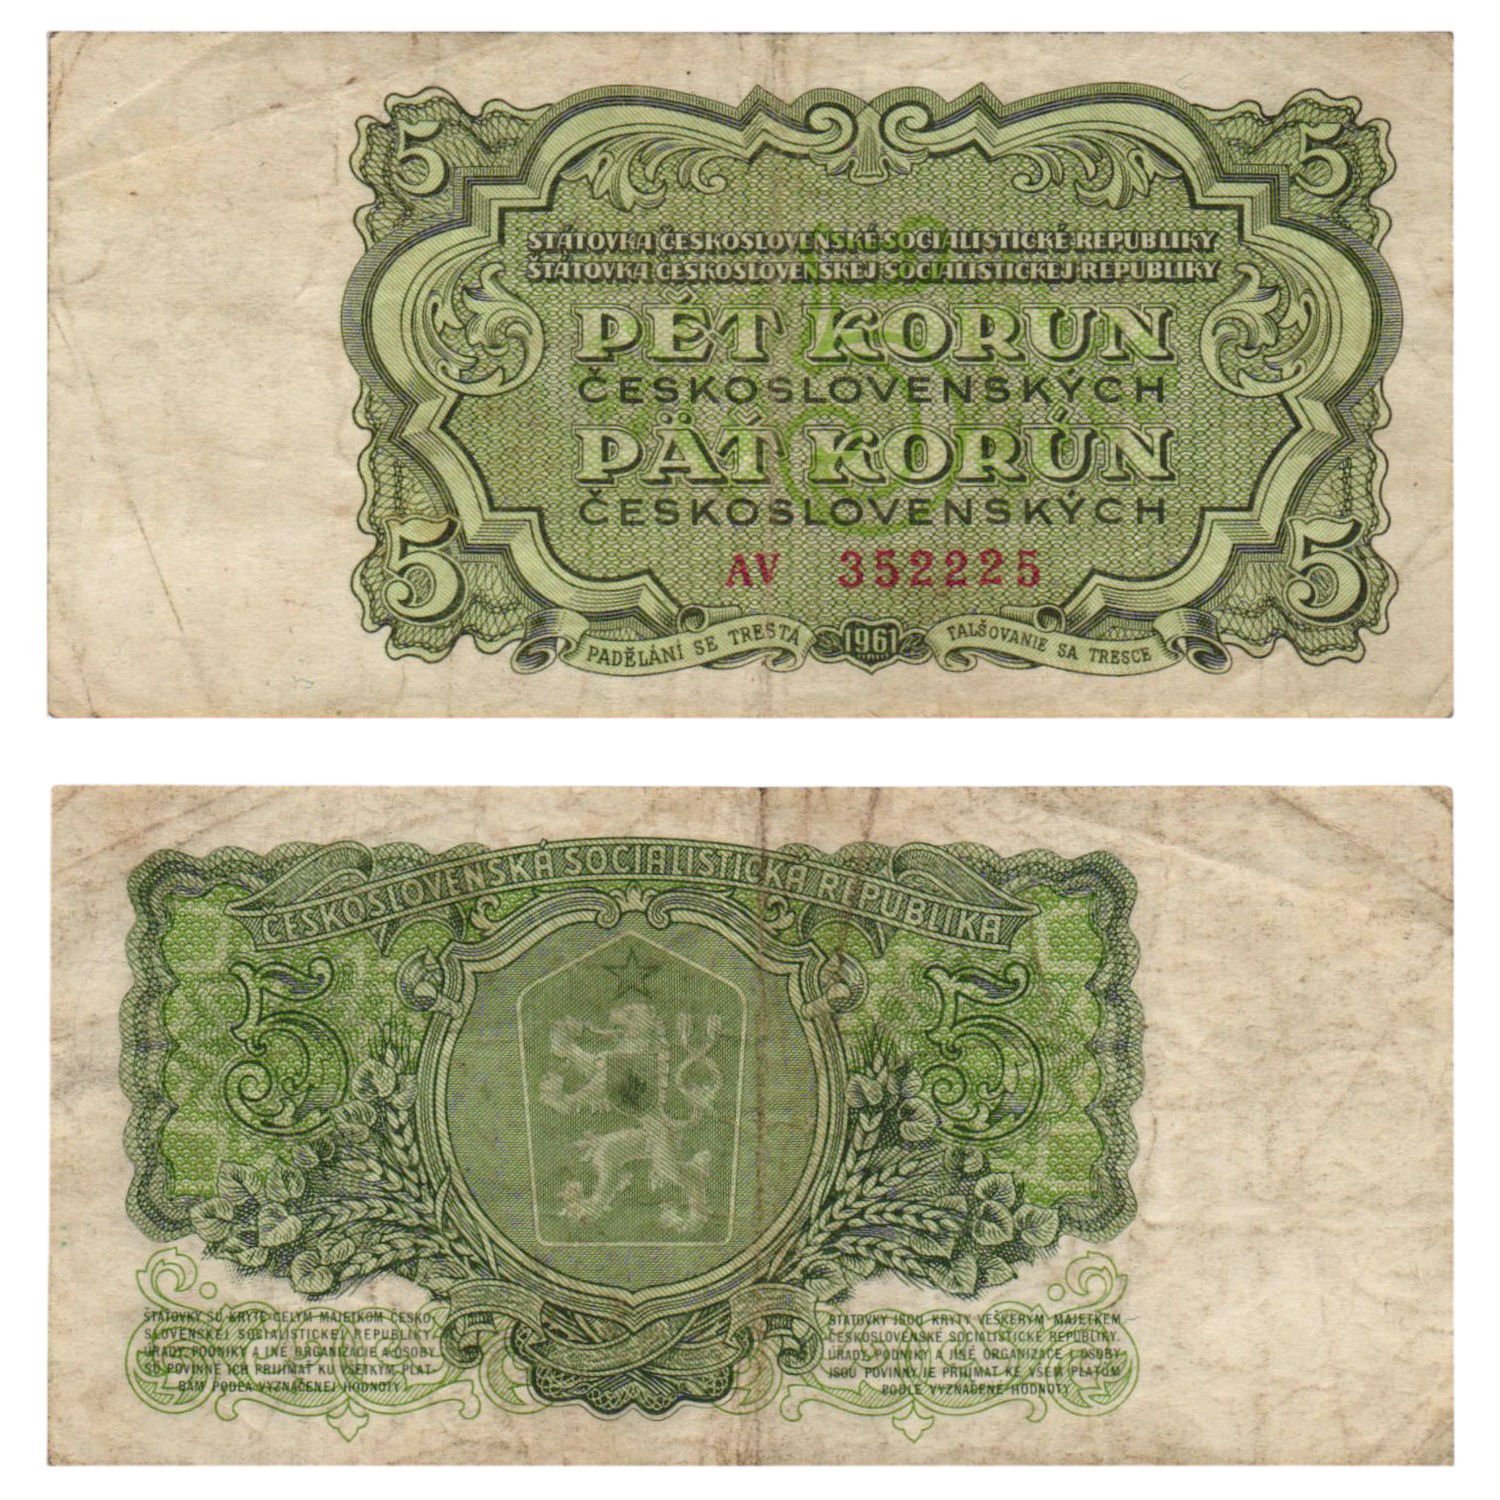 5 5
STÁTOVKA ČESKOSLOVENSKÉ SOCIALISTICKÉ REPUBLIKY
ŠTÁTOVKA ČESKOSLOVENSKEJ SOCIALISTICKEJ REPUBLIKY
PĚT KORUN
ČESKOSLOVENSKÝCH
PÄŤ KORÚN
ČESKOSLOVENSKÝCH
5 5
AV 352225
PADĚLÁNÍ SE TRESTÁ 1961 FALŠOVANIE SA TRESCE
ČESKOSLOVENSKÁ SOCIALISTICKÁ REPUBLIKA
5 5
ŠTÁTOVKY SÚ KRYTÉ CELÝM MAJETKOM ČESKO-
SLOVENSKEJ SOCIALISTICKEJ REPUBLIKY.
ÚRADY, PODNIKY A INÉ ORGANIZÁCIE A OSOBY
SÚ POVINNÉ ICH PRIJÍMAŤ KU VŠETKÝM PLAT-
BÁM PODĽA VYZNAČENEJ HODNOTY.
STÁTOVKY JSOU KRYTY VEŠKERÝM MAJETKEM
ČESKOSLOVENSKÉ SOCIALISTICKÉ REPUBLIKY.
ÚŘADY, PODNIKY A JINÉ ORGANIZACE I OSOBY
JSOU POVINNY JE PŘIJÍMAT KE VŠEM PLATŮM
PODLE VYZNAČENÉ HODNOTY.